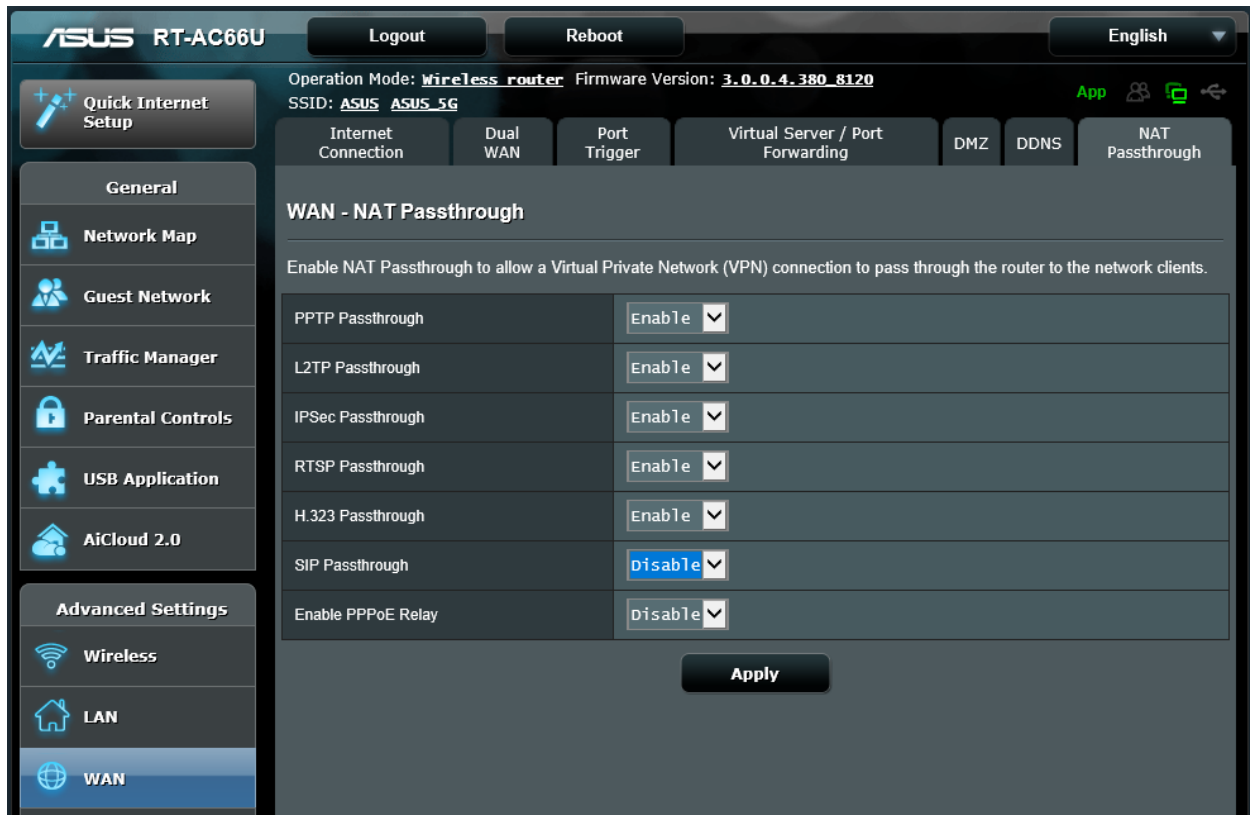 ASUS RT-AC66U
Logout
Reboot
English
Quick Internet
Setup
Operation Mode: Wireless router Firmware Version: 3.0.0.4.380_8120
SSID: ASUS ASUS_5G
App
Internet
Connection
Dual
WAN
Port
Trigger
Virtual Server / Port
Forwarding
DMZ
DDNS
NAT
Passthrough
General
Network Map
Guest Network
Traffic Manager
Parental Controls
USB Application
AiCloud 2.0
Advanced Settings
Wireless
LAN
WAN
WAN - NAT Passthrough
Enable NAT Passthrough to allow a Virtual Private Network (VPN) connection to pass through the router to the network clients.
PPTP Passthrough Enable
L2TP Passthrough Enable
IPSec Passthrough Enable
RTSP Passthrough Enable
H.323 Passthrough Enable
SIP Passthrough Disable
Enable PPPoE Relay Disable
Apply